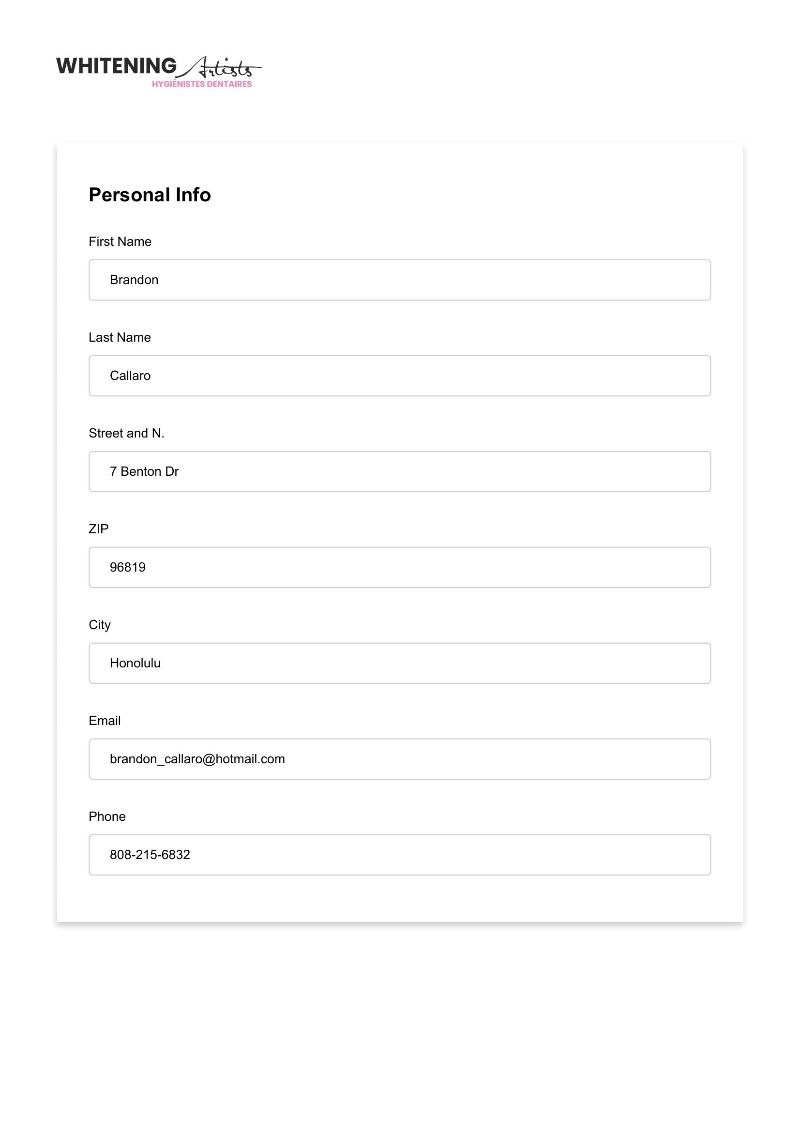 WHITENING Artists
HYGIÉNISTES DENTAIRES
Personal Info
First Name
Brandon
Last Name
Callaro
Street and N.
7 Benton Dr
ZIP
96819
City
Honolulu
Email
brandon_callaro@hotmail.com
Phone
808-215-6832